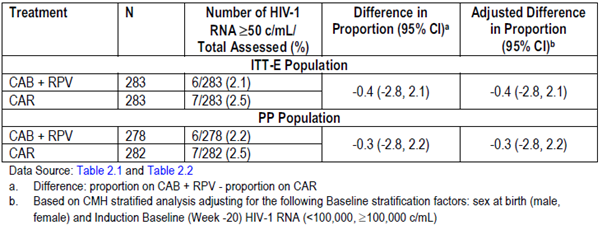 Treatment N Number of HIV-1 RNA ≥50 c/mL/ Total Assessed (%) Difference in Proportion (95% CI)a Adjusted Difference in Proportion (95% CI)b
ITT-E Population
CAB + RPV 283 6/283 (2.1) -0.4 (-2.8, 2.1) -0.4 (-2.8, 2.1)
CAR 283 7/283 (2.5)
PP Population
CAB + RPV 278 6/278 (2.2) -0.3 (-2.8, 2.2) -0.3 (-2.8, 2.2)
CAR 282 7/282 (2.5)
Data Source: Table 2.1 and Table 2.2
a. Difference: proportion on CAB + RPV - proportion on CAR
b. Based on CMH stratified analysis adjusting for the following Baseline stratification factors: sex at birth (male,
female) and Induction Baseline (Week -20) HIV-1 RNA (<100,000, ≥100,000 c/mL)